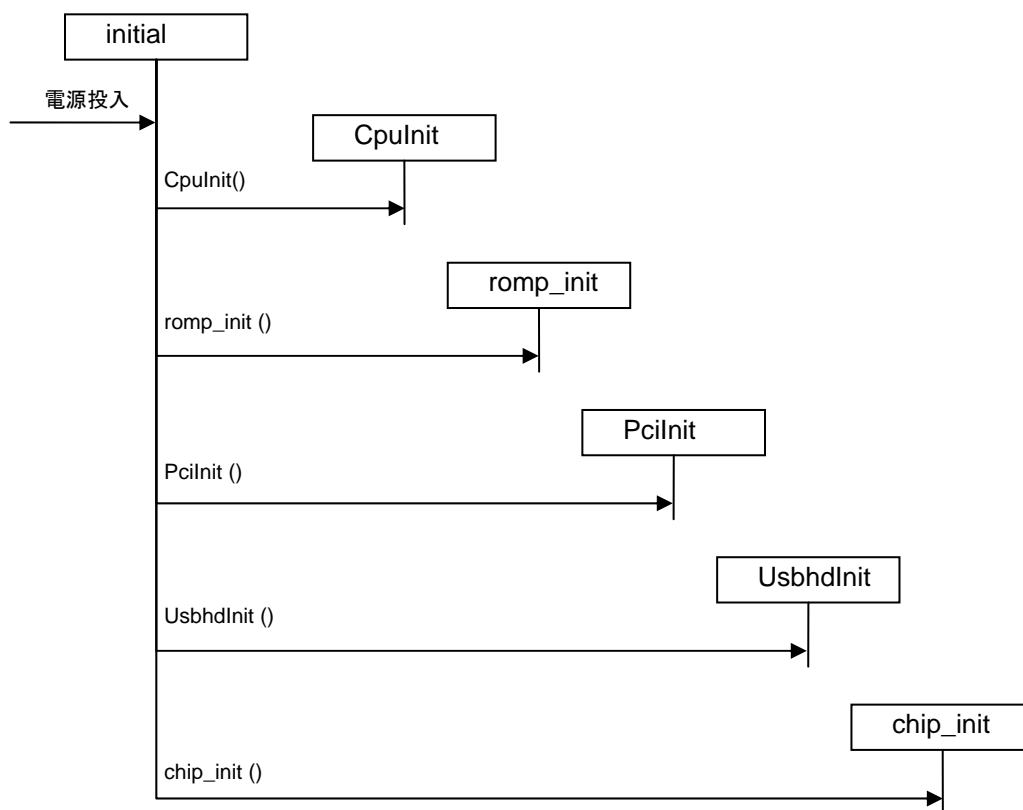 initial
電源投入
CpuInit
CpuInit()
romp_init
romp_init ()
PciInit
PciInit ()
UsbhdInit
UsbhdInit ()
chip_init
chip_init ()